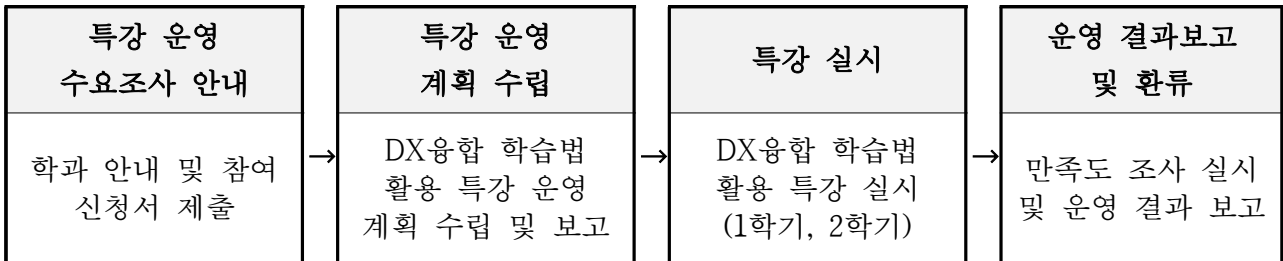 특강 운영
수요조사 안내
학과 안내 및 참여
신청서 제출
→
특강 운영
계획 수립
DX융합 학습법
활용 특강 운영
계획 수립 및 보고
→
특강 실시
DX융합 학습법
활용 특강 실시
(1학기, 2학기)
→
운영 결과보고
및 환류
만족도 조사 실시
및 운영 결과 보고